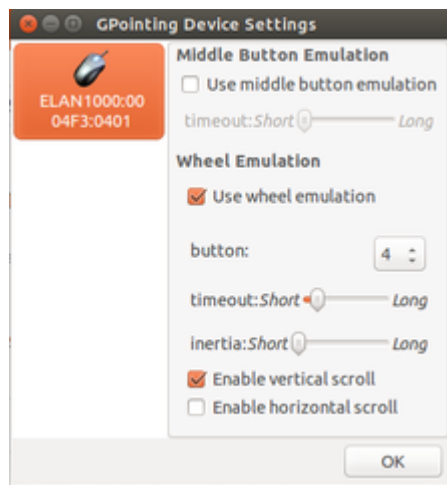 GPointing Device Settings
ELAN1000:00
04F3:0401
Middle Button Emulation
Use middle button emulation
timeout:Short Long
Wheel Emulation
Use wheel emulation
button: 4
timeout:Short Long
inertia:Short Long
Enable vertical scroll
Enable horizontal scroll
OK